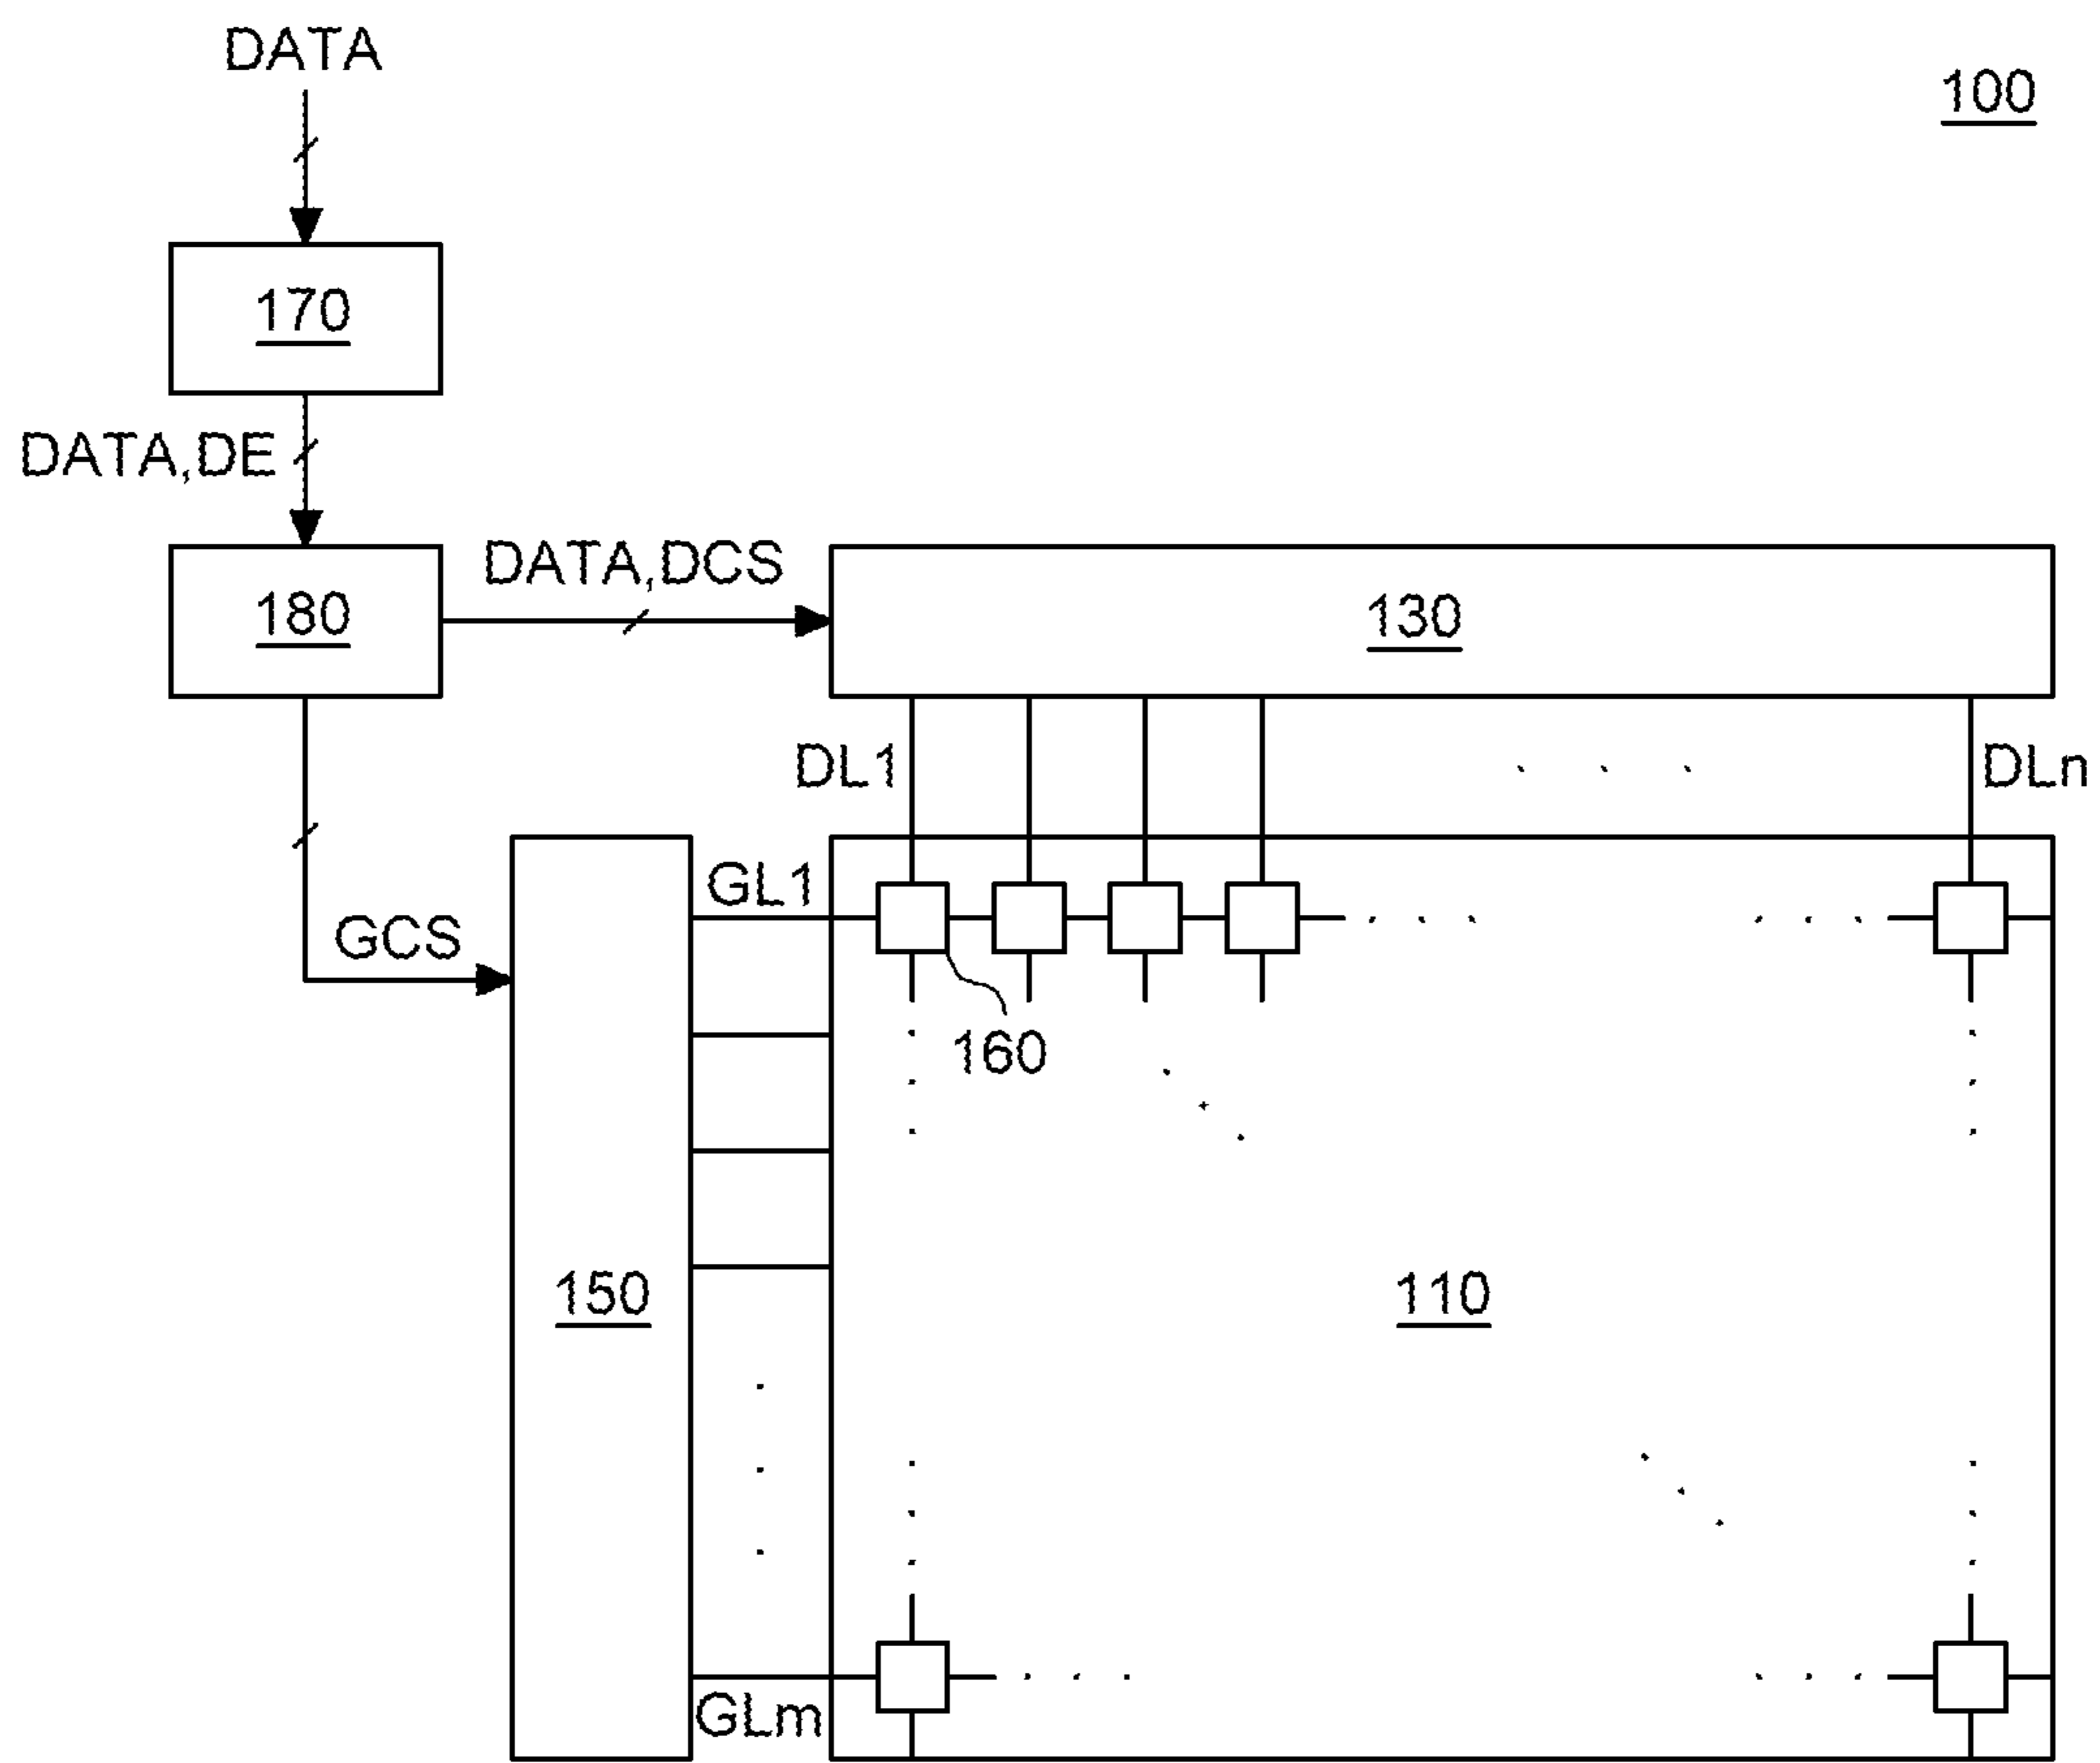 DATA
100
170
DATA,DE
180
DATA,DCS
130
DL1
DLn
GL1
GCS
160
150
110
GLm